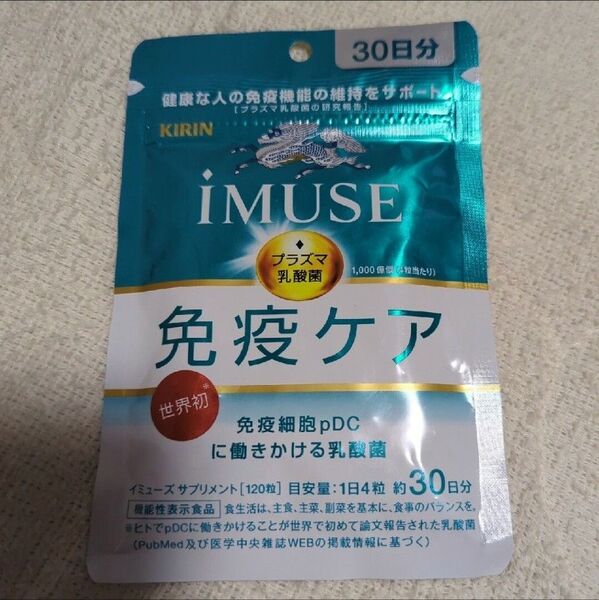 30日分
健康な人の免疫機能の維持をサポート
[プラズマ乳酸菌の研究報告]
KIRIN
iMUSE
プラズマ
乳酸菌
1,000億個(4粒当たり)
免疫ケア
世界初※
免疫細胞pDC
に働きかける乳酸菌
イミューズ サプリメント[120粒] 目安量:1日4粒 約30日分
機能性表示食品 食生活は、主食、主菜、副菜を基本に、食事のバランスを。
※ヒトでpDCに働きかけることが世界で初めて論文報告された乳酸菌
(PubMed及び医学中央雑誌WEBの掲載情報に基づく)